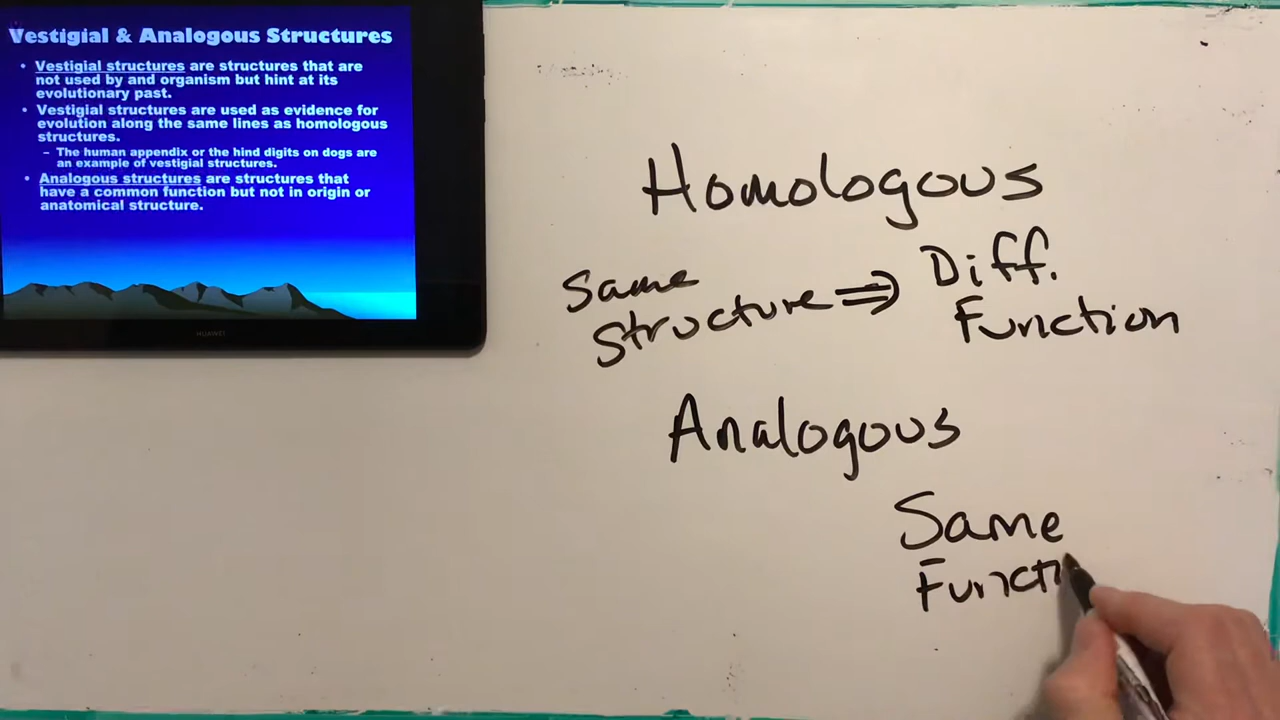 Vestigial & Analogous Structures
• Vestigial structures are structures that are
not used by and organism but hint at its
evolutionary past.
• Vestigial structures are used as evidence for
evolution along the same lines as homologous
structures.
– The human appendix or the hind digits on dogs are
an example of vestigial structures.
• Analogous structures are structures that
have a common function but not in origin or
anatomical structure.
HUAWEI
Homologous
Same
Structure ⇒ Diff.
Function
Analogous
Same
Functi